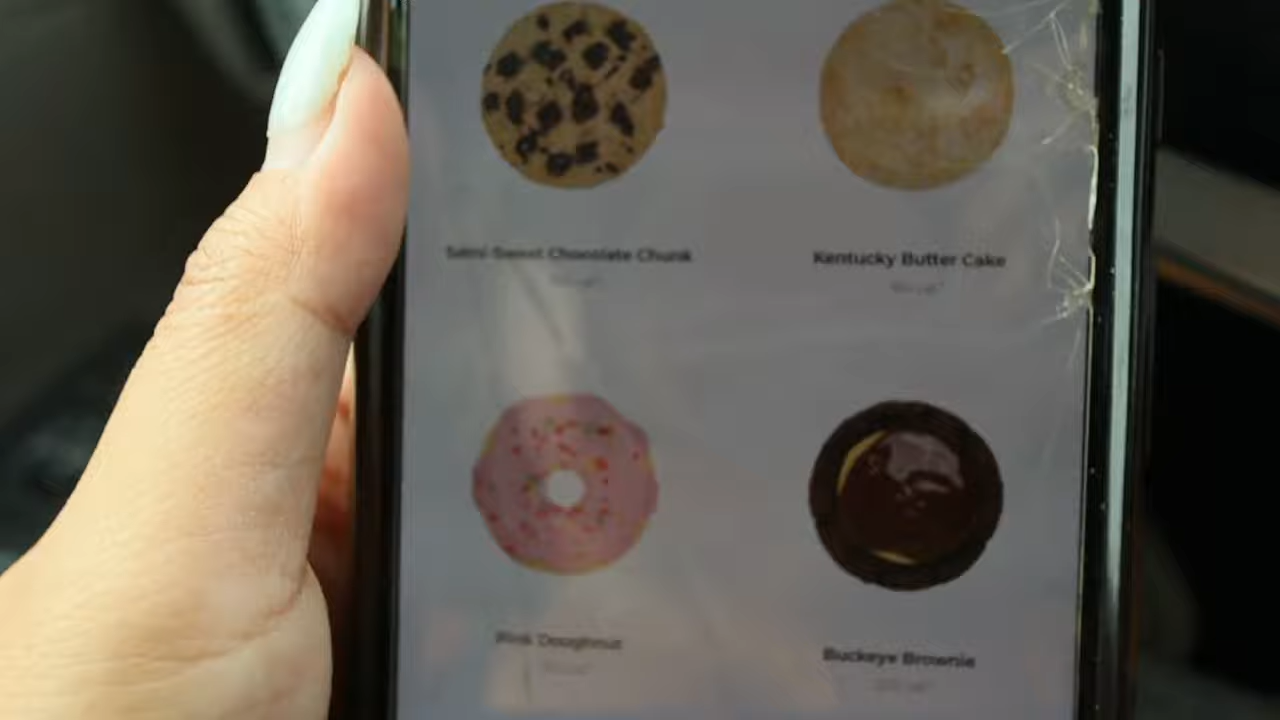 Semi-Sweet Chocolate Chunk
Kentucky Butter Cake
Pink Doughnut
Buckeye Brownie